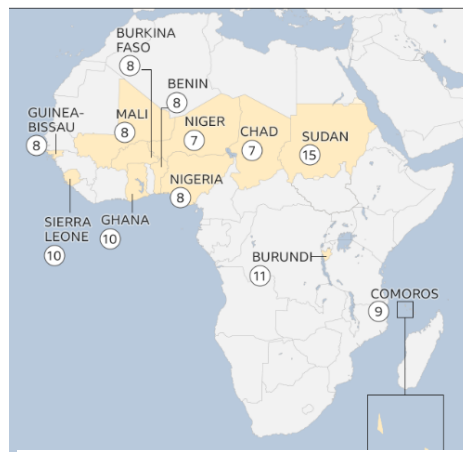 BURKINA
FASO
8
BENIN
8
GUINEA-
BISSAU
8
MALI
8
NIGER
7
CHAD
7
SUDAN
15
NIGERIA
8
SIERRA
LEONE
10
GHANA
10
BURUNDI
11
COMOROS
9